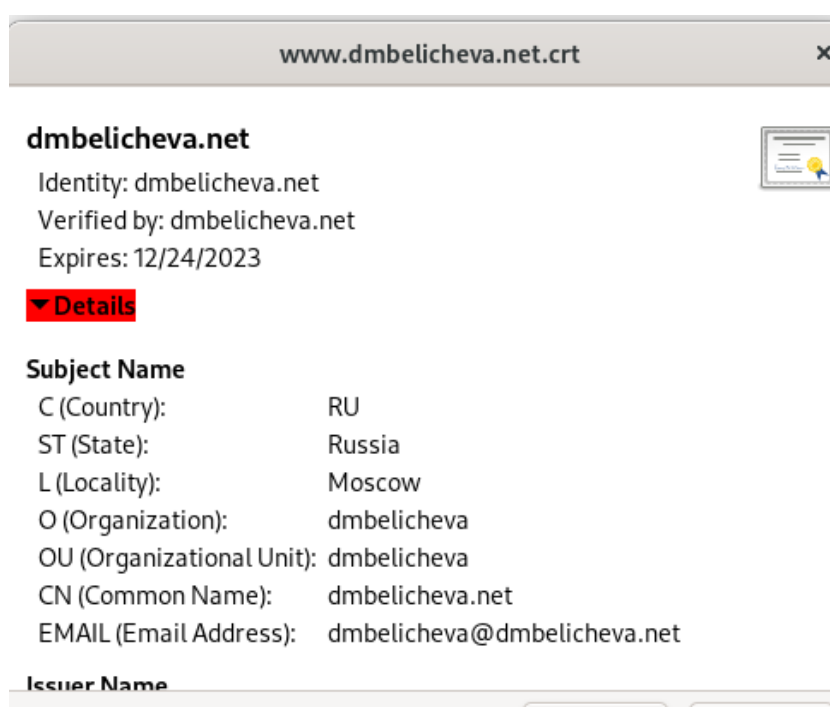 www.dmbelicheva.net.crt
dmbelicheva.net
Identity: dmbelicheva.net
Verified by: dmbelicheva.net
Expires: 12/24/2023
Details
Subject Name
C (Country): RU
ST (State): Russia
L (Locality): Moscow
O (Organization): dmbelicheva
OU (Organizational Unit): dmbelicheva
CN (Common Name): dmbelicheva.net
EMAIL (Email Address): dmbelicheva@dmbelicheva.net
Issuer Name